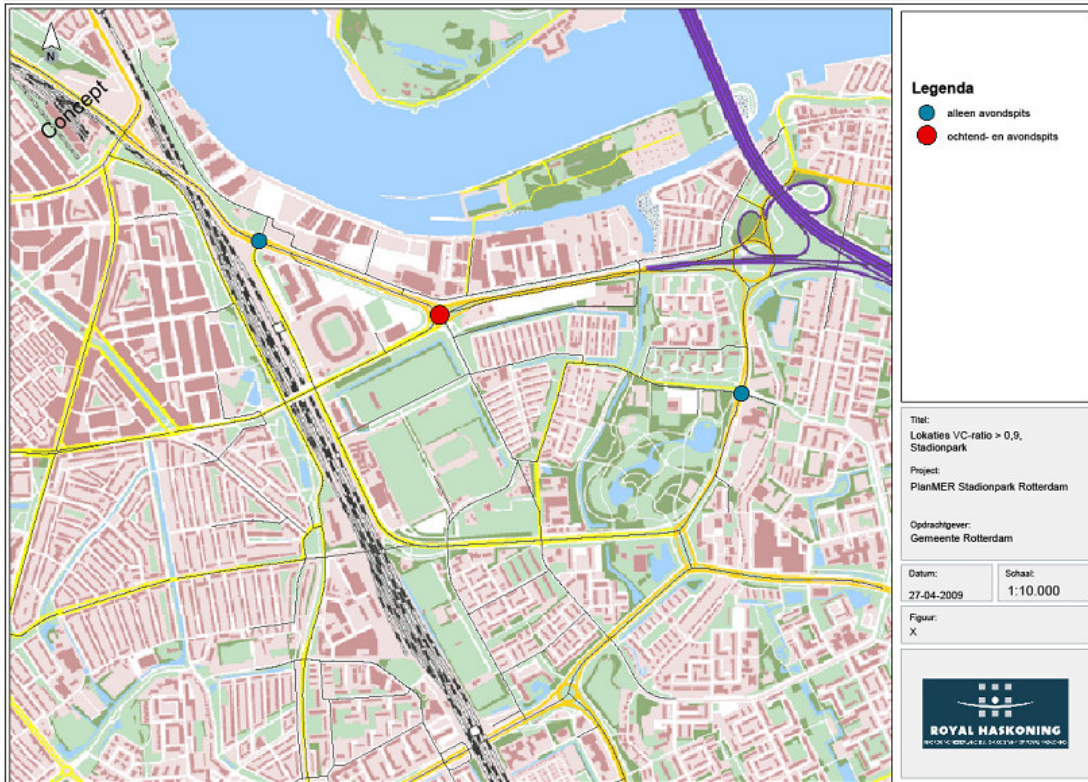 N
Concept
Legenda
alleen avondspits
ochtend- en avondspits
Titel:
Lokaties VC-ratio > 0,9,
Stadionpark
Project:
PlanMER Stadionpark Rotterdam
Opdrachtgever:
Gemeente Rotterdam
Datum:
27-04-2009
Schaal:
1:10.000
Figuur:
X
ROYAL HASKONING